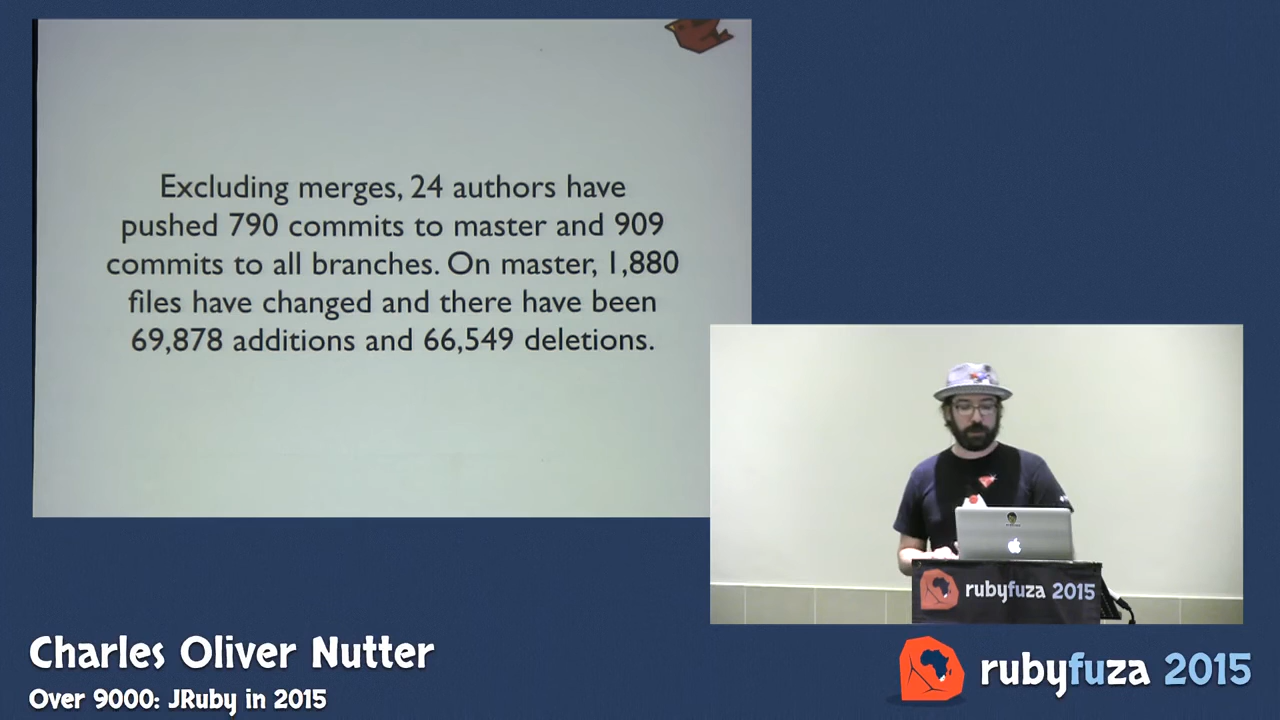 Excluding merges, 24 authors have
pushed 790 commits to master and 909
commits to all branches. On master, 1,880
files have changed and there have been
69,878 additions and 66,549 deletions.
rubyfuza 2015
Charles Oliver Nutter
Over 9000: JRuby in 2015
rubyfuza 2015